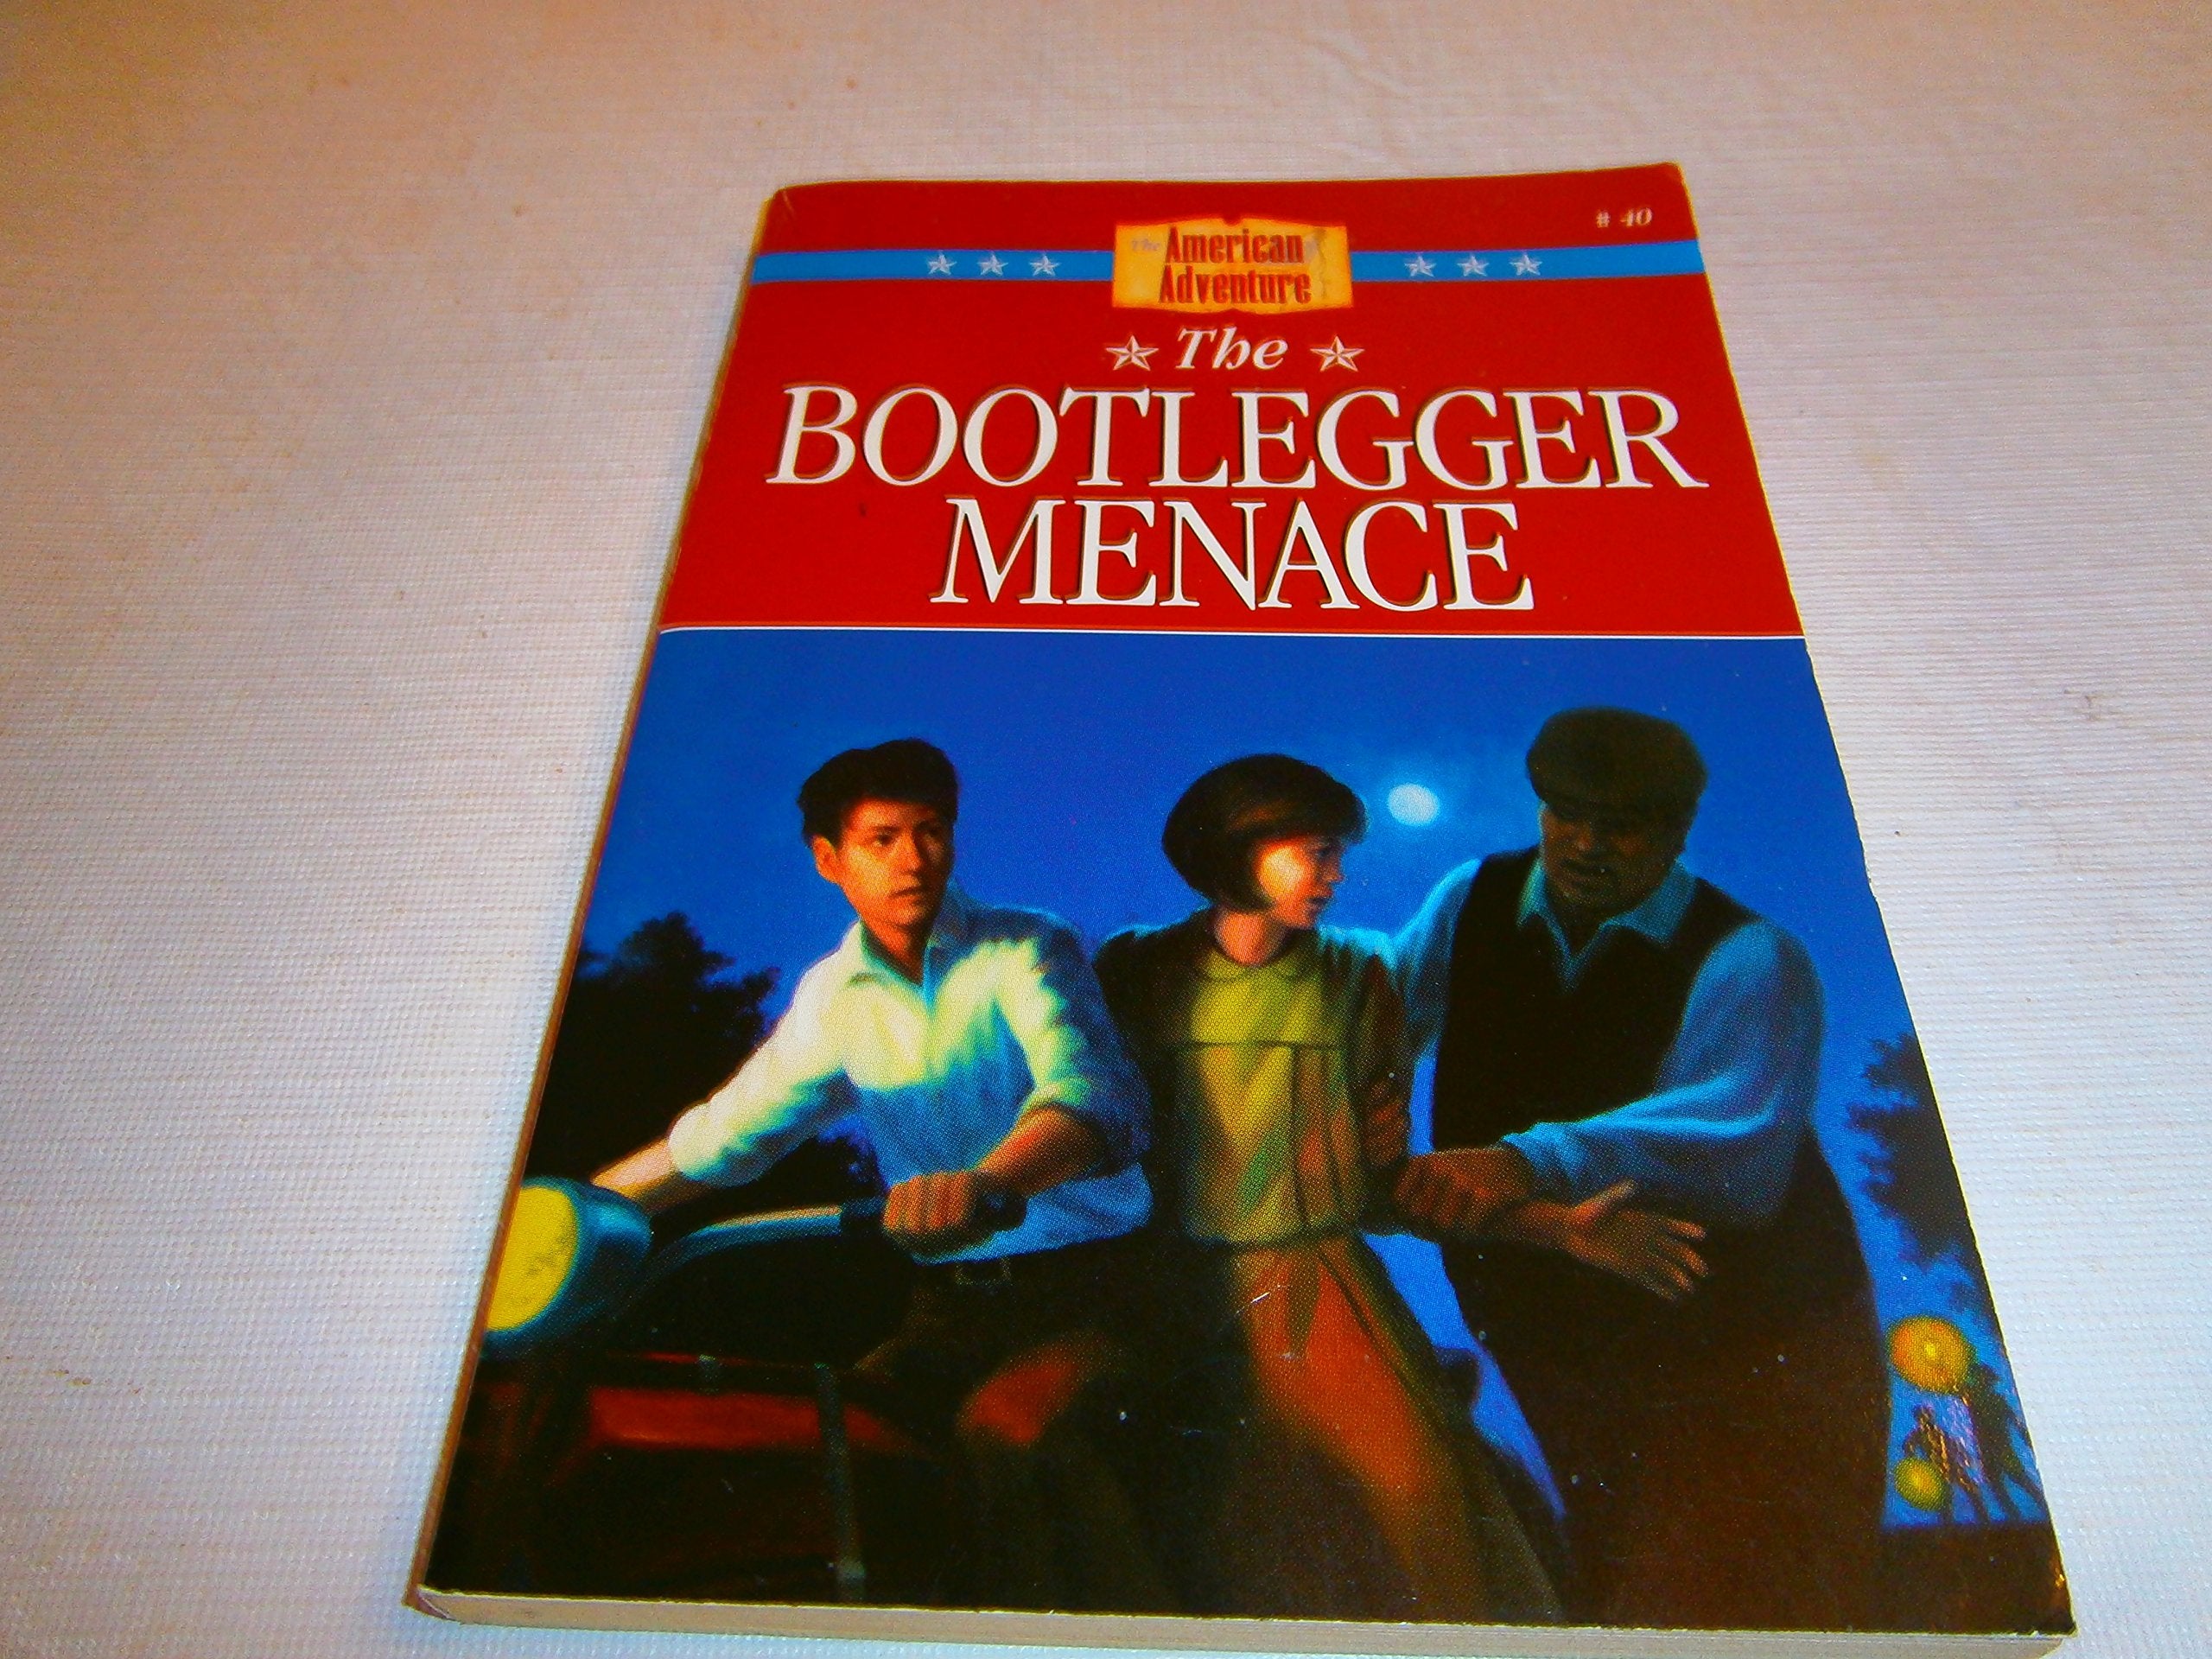 # 40
The American
Adventure
The
BOOTLEGGER
MENACE